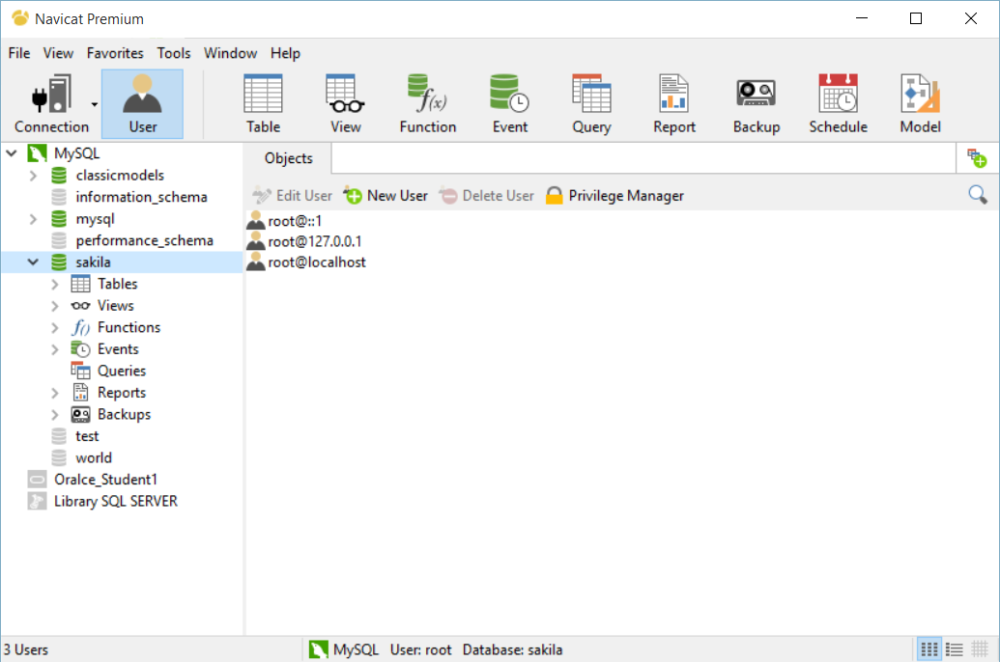 Navicat Premium
File View Favorites Tools Window Help
Connection User Table View Function Event Query Report Backup Schedule Model
MySQL
classicmodels
information_schema
mysql
performance_schema
sakila
Tables
Views
Functions
Events
Queries
Reports
Backups
test
world
Oralce_Student1
Library SQL SERVER
Objects
Edit User New User Delete User Privilege Manager
root@::1
root@127.0.0.1
root@localhost
3 Users MySQL User: root Database: sakila